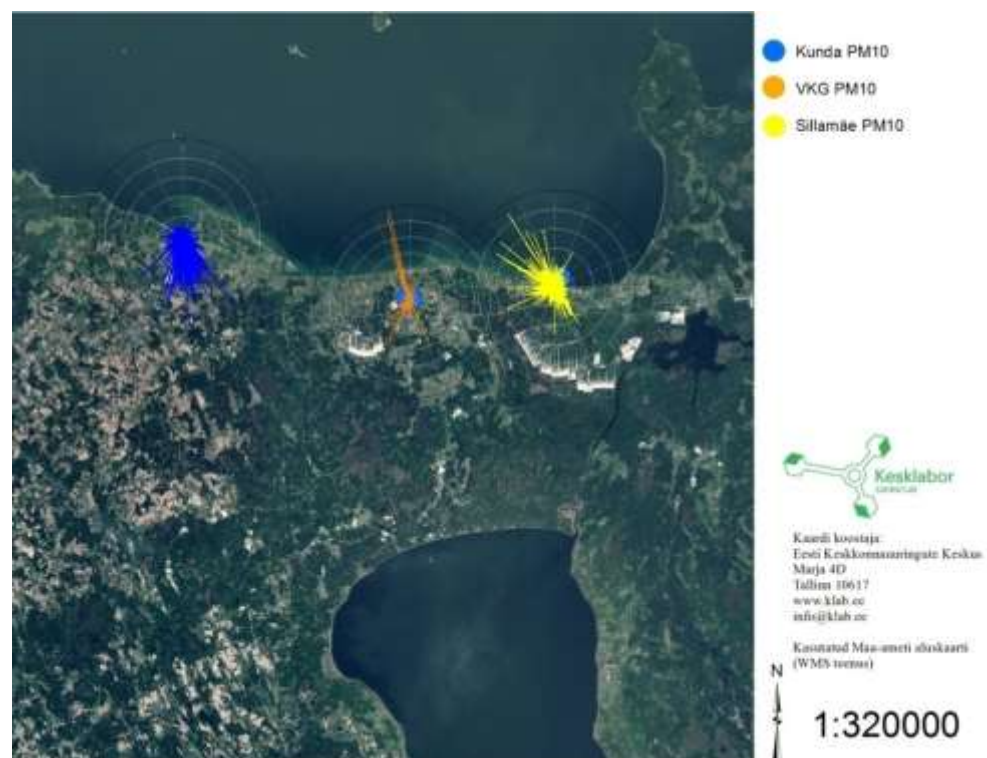 Kunda PM10
VKG PM10
Sillamäe PM10
Kesklabor
Kaardi koostaja:
Eesti Keskkonnauuringute Keskus
Marja 4D
Tallinn 10617
www.klab.ee
info@klab.ee
Kasutatud Maa-ameti aluskaarti
(WMS teenus)
N
1:320000